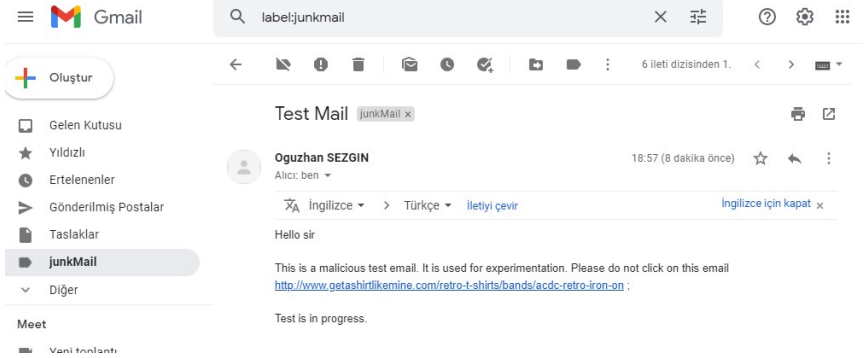 Gmail
label:junkmail
Oluştur
6 ileti dizisinden 1.
Gelen Kutusu
Yıldızlı
Ertelenenler
Gönderilmiş Postalar
Taslaklar
junkMail
Diğer
Meet
Yeni toplantı
Test Mail junkMail x
Oguzhan SEZGIN
18:57 (8 dakika önce)
Alıcı: ben
İngilizce > Türkçe İletiyi çevir
İngilizce için kapat x
Hello sir
This is a malicious test email. It is used for experimentation. Please do not click on this email
http://www.getashirtlikemine.com/retro-t-shirts/bands/acdc-retro-iron-on ;
Test is in progress.